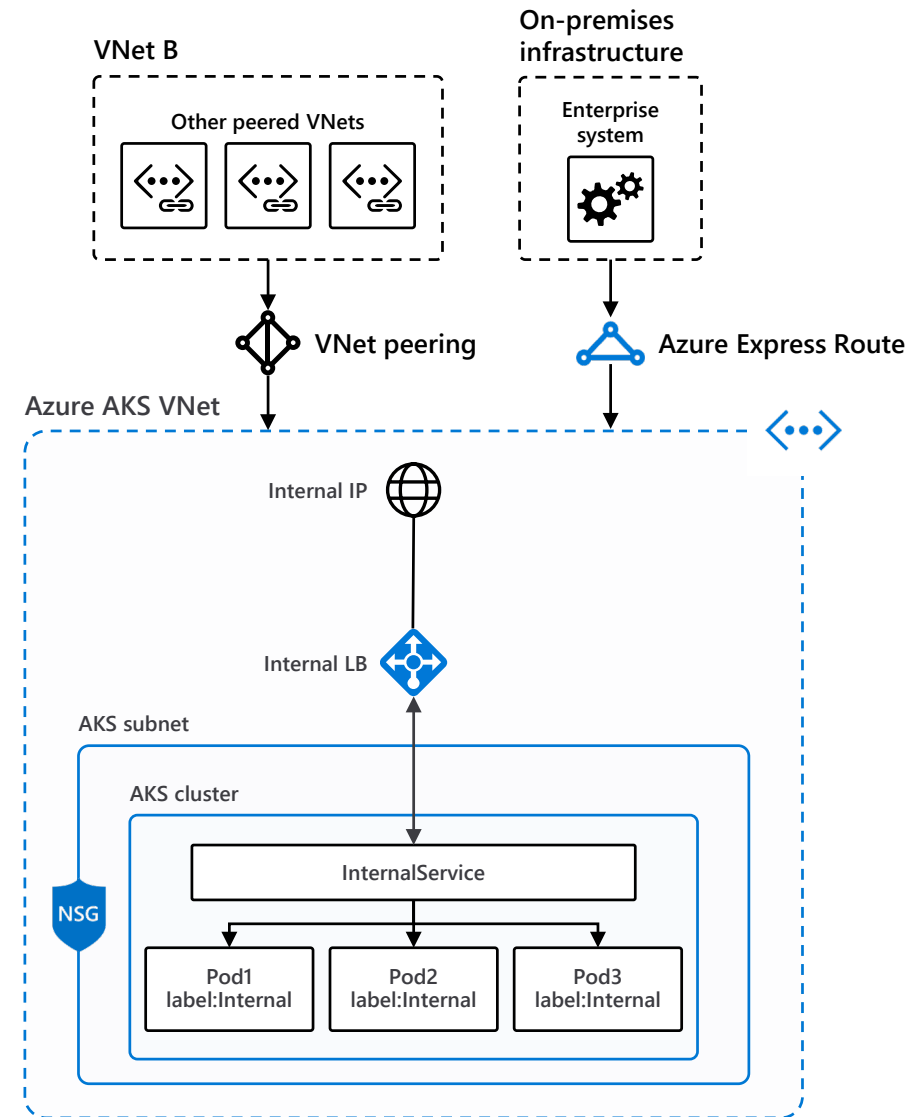 VNet B
On-premises
infrastructure
Other peered VNets
Enterprise
system
VNet peering
Azure Express Route
Azure AKS VNet
Internal IP
Internal LB
AKS subnet
AKS cluster
InternalService
NSG
Pod1
label:Internal
Pod2
label:Internal
Pod3
label:Internal